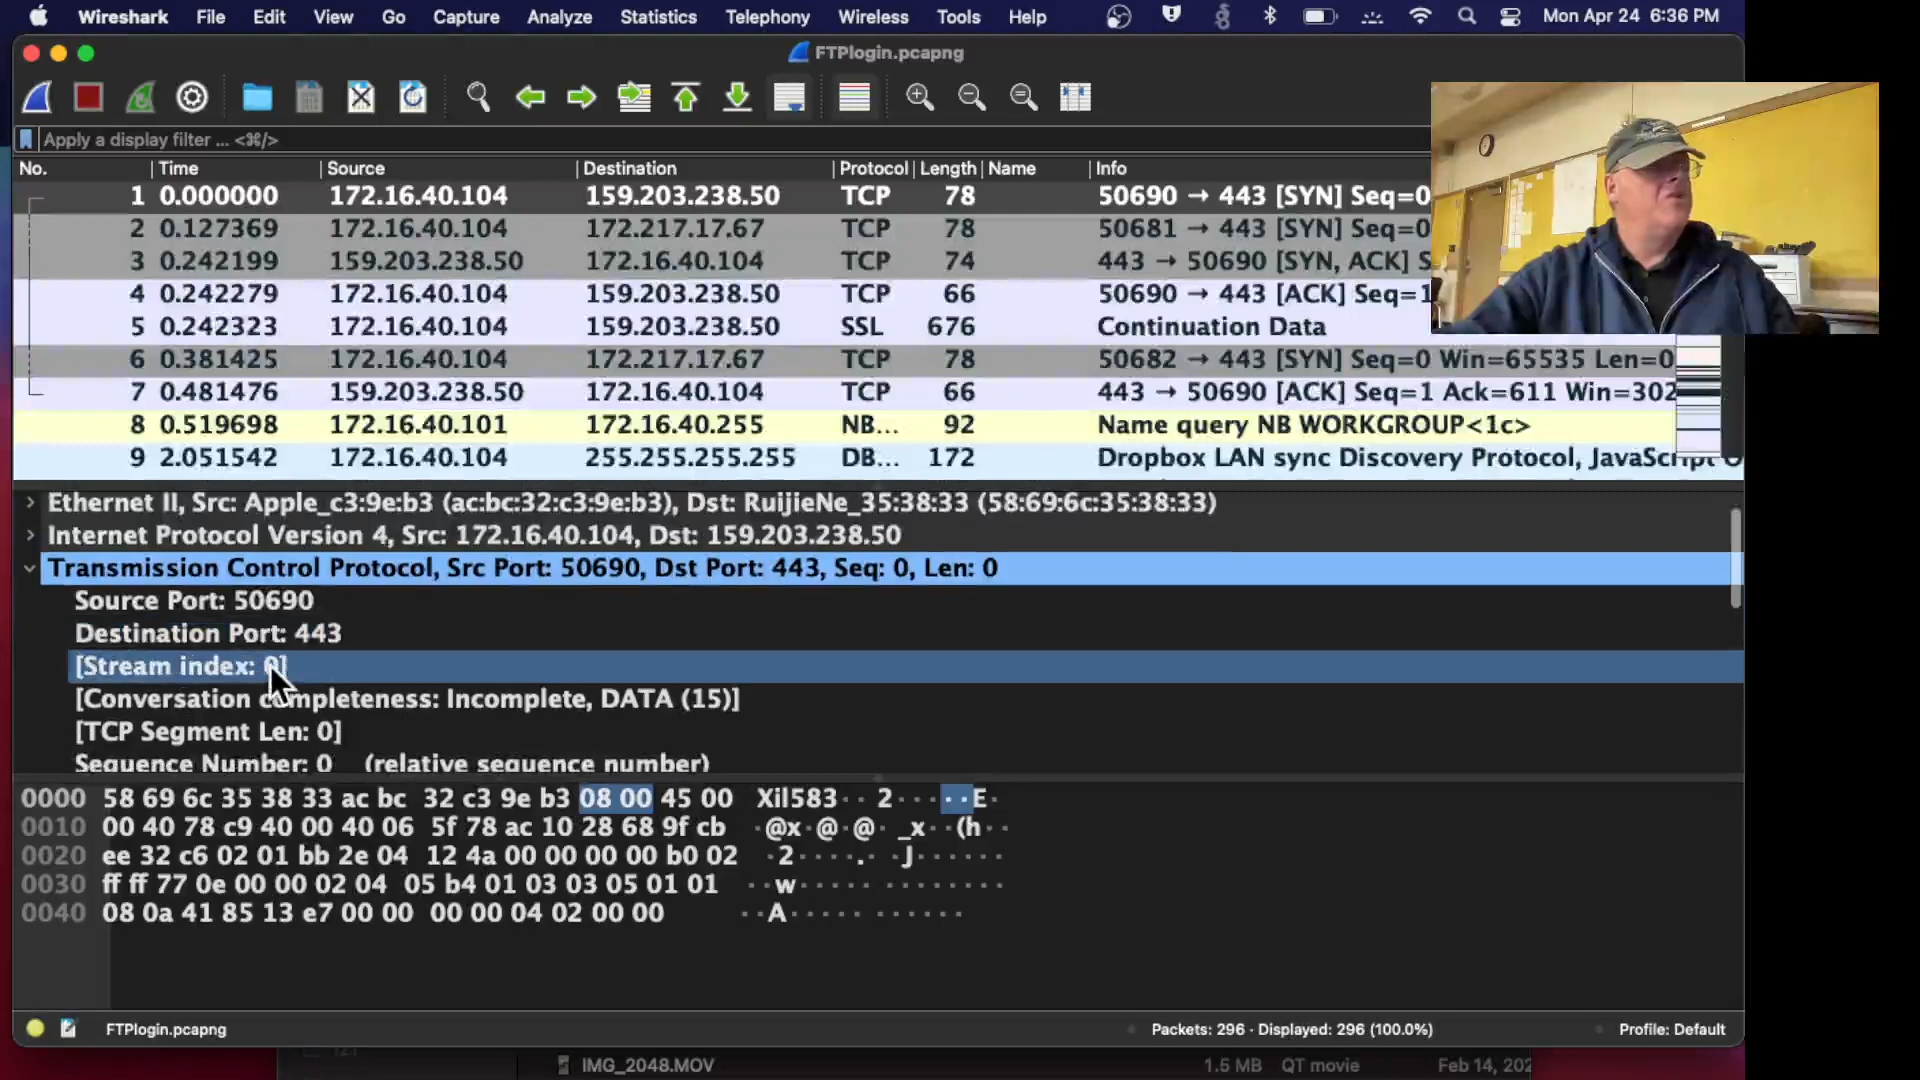 Wireshark File Edit View Go Capture Analyze Statistics Telephony Wireless Tools Help Mon Apr 24 6:36 PM
FTPlogin.pcapng
Apply a display filter ... <⌘/>
No. Time Source Destination Protocol Length Name Info
1 0.000000 172.16.40.104 159.203.238.50 TCP 78 50690 → 443 [SYN] Seq=0
2 0.127369 172.16.40.104 172.217.17.67 TCP 78 50681 → 443 [SYN] Seq=0
3 0.242199 159.203.238.50 172.16.40.104 TCP 74 443 → 50690 [SYN, ACK] S
4 0.242279 172.16.40.104 159.203.238.50 TCP 66 50690 → 443 [ACK] Seq=1
5 0.242323 172.16.40.104 159.203.238.50 SSL 676 Continuation Data
6 0.381425 172.16.40.104 172.217.17.67 TCP 78 50682 → 443 [SYN] Seq=0 Win=65535 Len=0
7 0.481476 159.203.238.50 172.16.40.104 TCP 66 443 → 50690 [ACK] Seq=1 Ack=611 Win=302
8 0.519698 172.16.40.101 172.16.40.255 NB... 92 Name query NB WORKGROUP<1c>
9 2.051542 172.16.40.104 255.255.255.255 DB... 172 Dropbox LAN sync Discovery Protocol, JavaScript O
Ethernet II, Src: Apple_c3:9e:b3 (ac:bc:32:c3:9e:b3), Dst: RuijieNe_35:38:33 (58:69:6c:35:38:33)
Internet Protocol Version 4, Src: 172.16.40.104, Dst: 159.203.238.50
Transmission Control Protocol, Src Port: 50690, Dst Port: 443, Seq: 0, Len: 0
Source Port: 50690
Destination Port: 443
[Stream index: 0]
[Conversation completeness: Incomplete, DATA (15)]
[TCP Segment Len: 0]
Sequence Number: 0 (relative sequence number)
0000 58 69 6c 35 38 33 ac bc 32 c3 9e b3 08 00 45 00 Xil583·· 2·····E·
0010 00 40 78 c9 40 00 40 06 5f 78 ac 10 28 68 9f cb ·@x·@·@· _x··(h··
0020 ee 32 c6 02 01 bb 2e 04 12 4a 00 00 00 00 b0 02 ·2····.· ·J······
0030 ff ff 77 0e 00 00 02 04 05 b4 01 03 03 05 01 01 ··w····· ········
0040 08 0a 41 85 13 e7 00 00 00 00 04 02 00 00 ··A····· ······
FTPlogin.pcapng Packets: 296 · Displayed: 296 (100.0%) Profile: Default
IMG_2048.MOV 1.5 MB QT movie Feb 14, 202